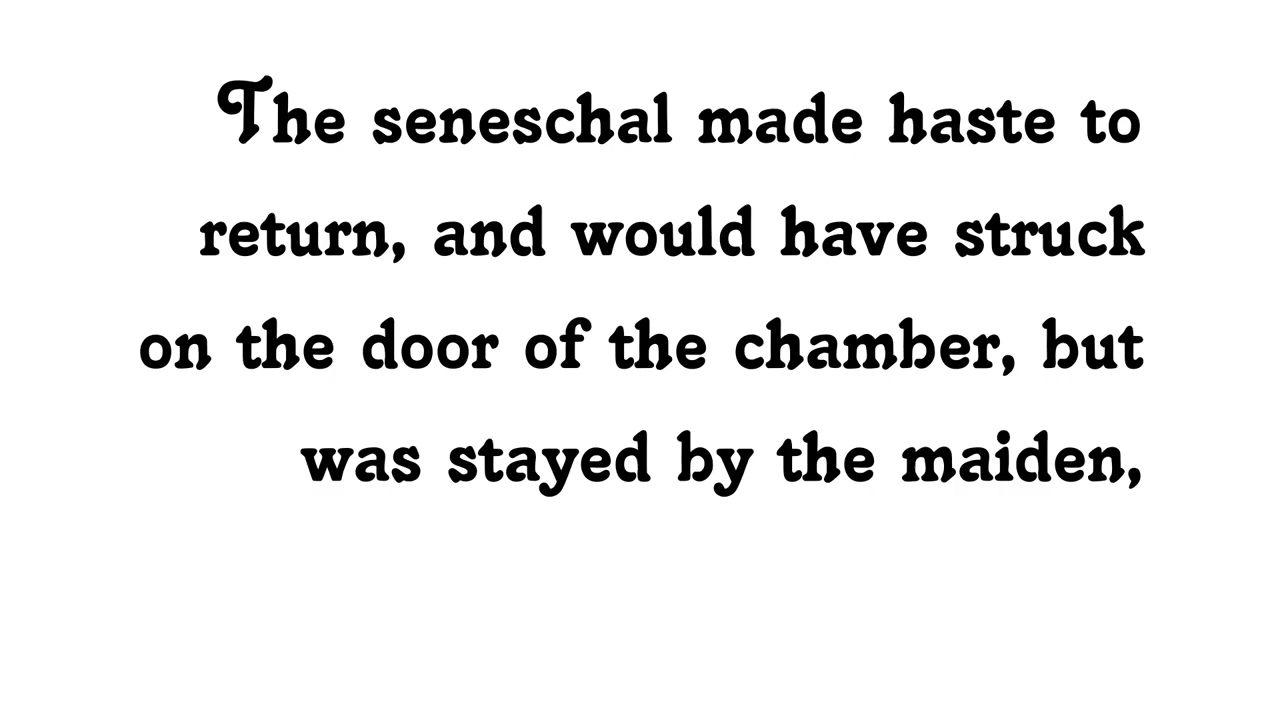 The seneschal made haste to
return, and would have struck
on the door of the chamber, but
was stayed by the maiden,